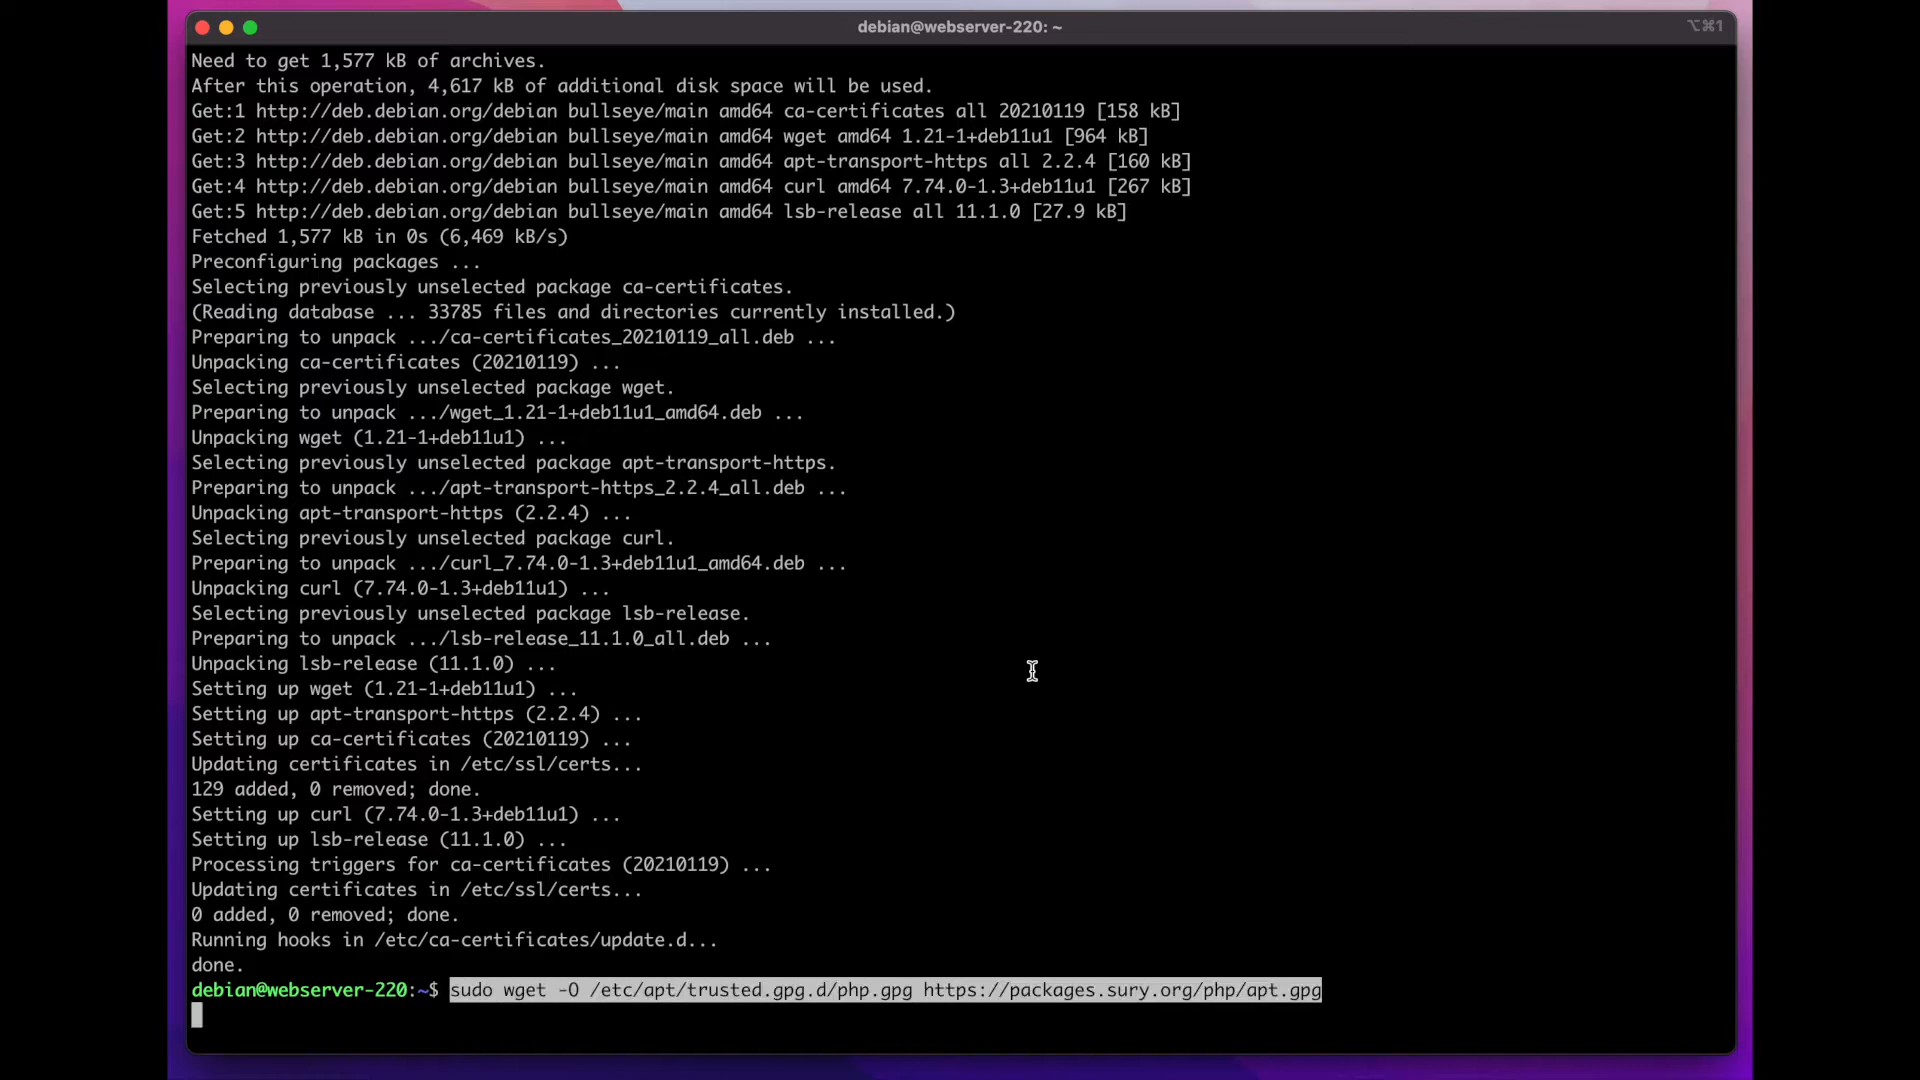 debian@webserver-220: ~
⌥⌘1
Need to get 1,577 kB of archives.
After this operation, 4,617 kB of additional disk space will be used.
Get:1 http://deb.debian.org/debian bullseye/main amd64 ca-certificates all 20210119 [158 kB]
Get:2 http://deb.debian.org/debian bullseye/main amd64 wget amd64 1.21-1+deb11u1 [964 kB]
Get:3 http://deb.debian.org/debian bullseye/main amd64 apt-transport-https all 2.2.4 [160 kB]
Get:4 http://deb.debian.org/debian bullseye/main amd64 curl amd64 7.74.0-1.3+deb11u1 [267 kB]
Get:5 http://deb.debian.org/debian bullseye/main amd64 lsb-release all 11.1.0 [27.9 kB]
Fetched 1,577 kB in 0s (6,469 kB/s)
Preconfiguring packages ...
Selecting previously unselected package ca-certificates.
(Reading database ... 33785 files and directories currently installed.)
Preparing to unpack .../ca-certificates_20210119_all.deb ...
Unpacking ca-certificates (20210119) ...
Selecting previously unselected package wget.
Preparing to unpack .../wget_1.21-1+deb11u1_amd64.deb ...
Unpacking wget (1.21-1+deb11u1) ...
Selecting previously unselected package apt-transport-https.
Preparing to unpack .../apt-transport-https_2.2.4_all.deb ...
Unpacking apt-transport-https (2.2.4) ...
Selecting previously unselected package curl.
Preparing to unpack .../curl_7.74.0-1.3+deb11u1_amd64.deb ...
Unpacking curl (7.74.0-1.3+deb11u1) ...
Selecting previously unselected package lsb-release.
Preparing to unpack .../lsb-release_11.1.0_all.deb ...
Unpacking lsb-release (11.1.0) ...
Setting up wget (1.21-1+deb11u1) ...
Setting up apt-transport-https (2.2.4) ...
Setting up ca-certificates (20210119) ...
Updating certificates in /etc/ssl/certs...
129 added, 0 removed; done.
Setting up curl (7.74.0-1.3+deb11u1) ...
Setting up lsb-release (11.1.0) ...
Processing triggers for ca-certificates (20210119) ...
Updating certificates in /etc/ssl/certs...
0 added, 0 removed; done.
Running hooks in /etc/ca-certificates/update.d...
done.
debian@webserver-220:~$ sudo wget -O /etc/apt/trusted.gpg.d/php.gpg https://packages.sury.org/php/apt.gpg